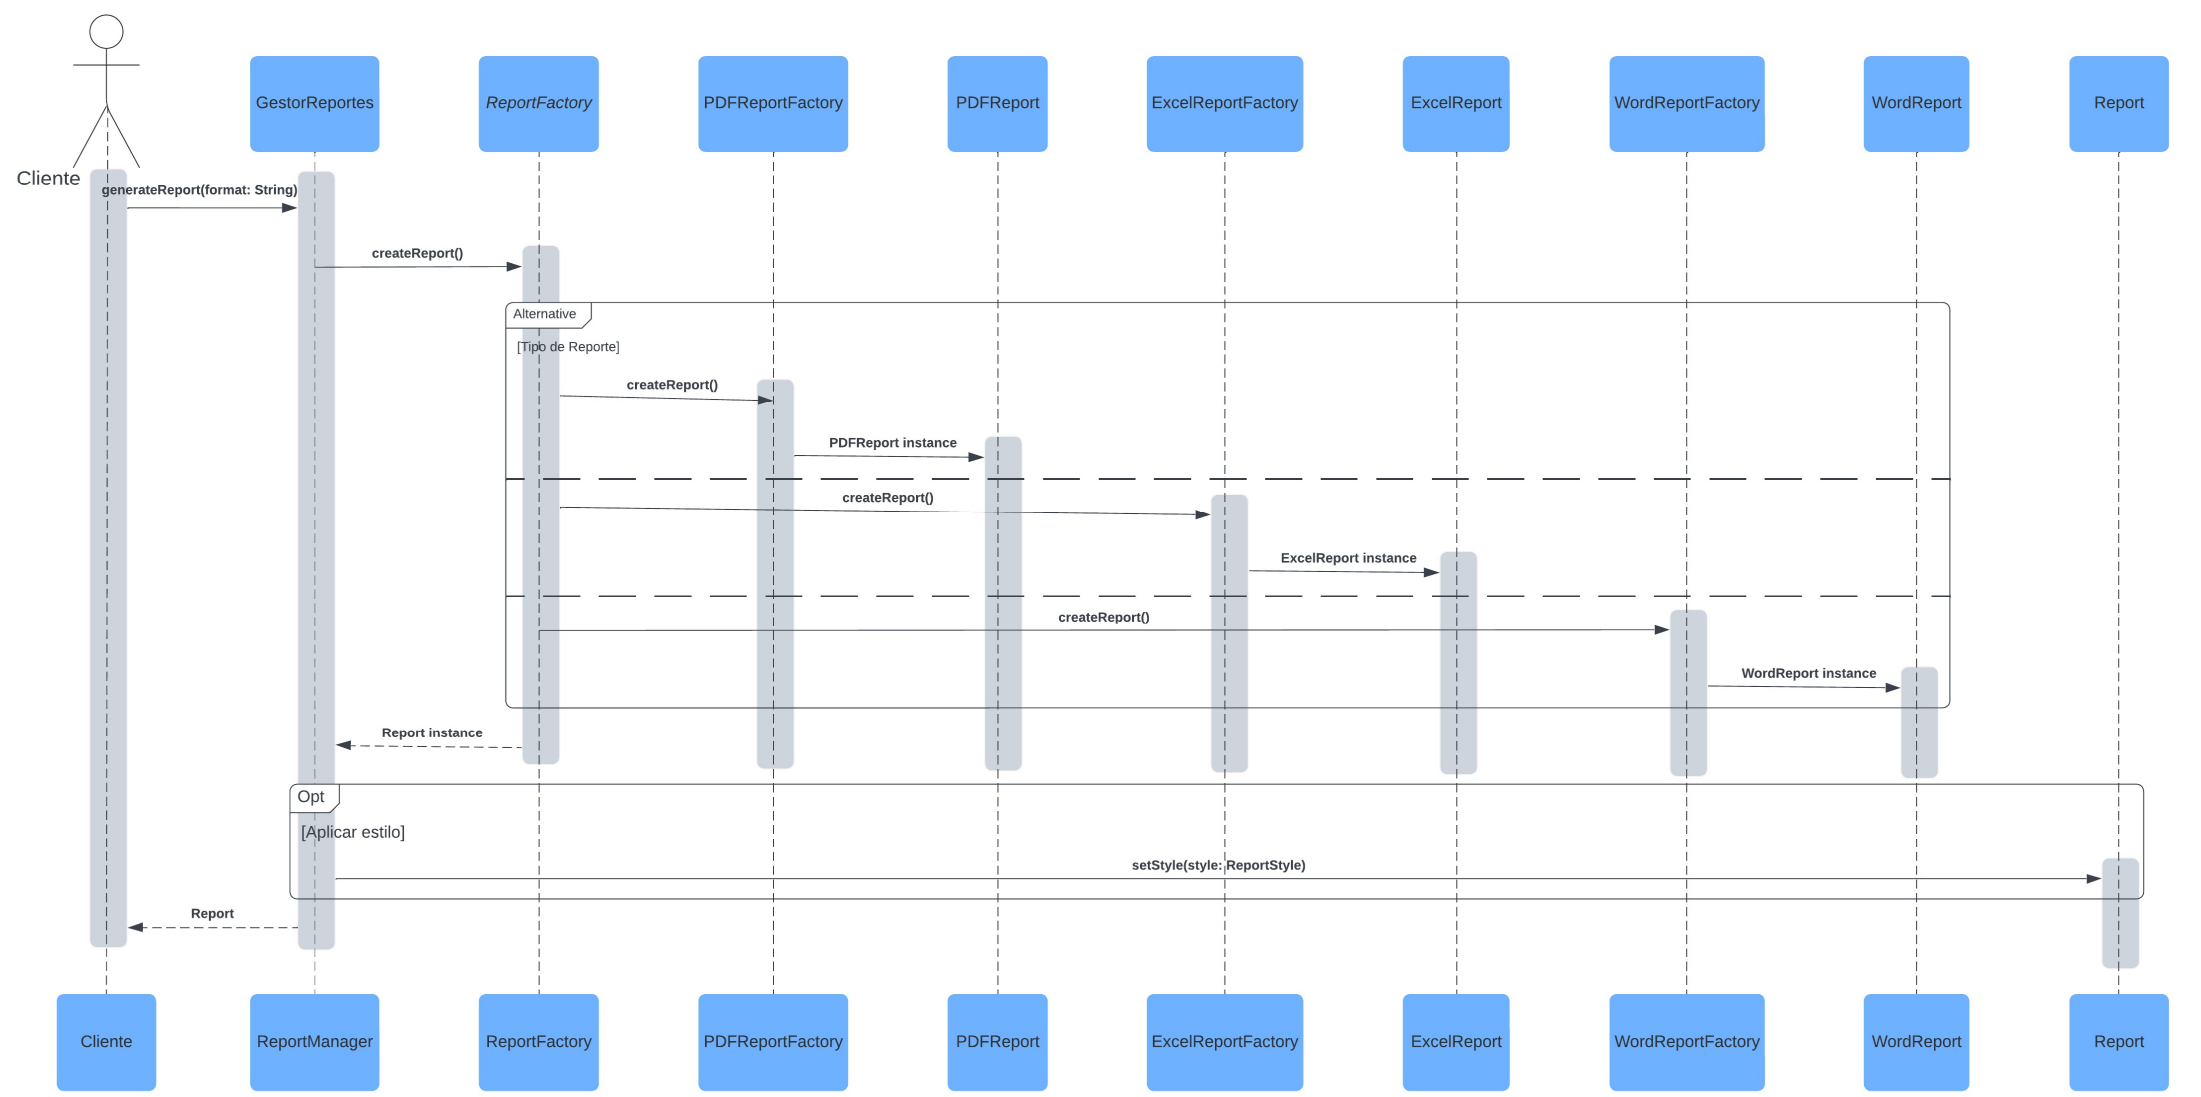 GestorReportes
ReportFactory
PDFReportFactory
PDFReport
ExcelReportFactory
ExcelReport
WordReportFactory
WordReport
Report
Cliente
generateReport(format: String)
createReport()
Alternative
[Tipo de Reporte]
createReport()
PDFReport instance
createReport()
ExcelReport instance
createReport()
WordReport instance
Report instance
Opt
[Aplicar estilo]
setStyle(style: ReportStyle)
Report
Cliente
ReportManager
ReportFactory
PDFReportFactory
PDFReport
ExcelReportFactory
ExcelReport
WordReportFactory
WordReport
Report